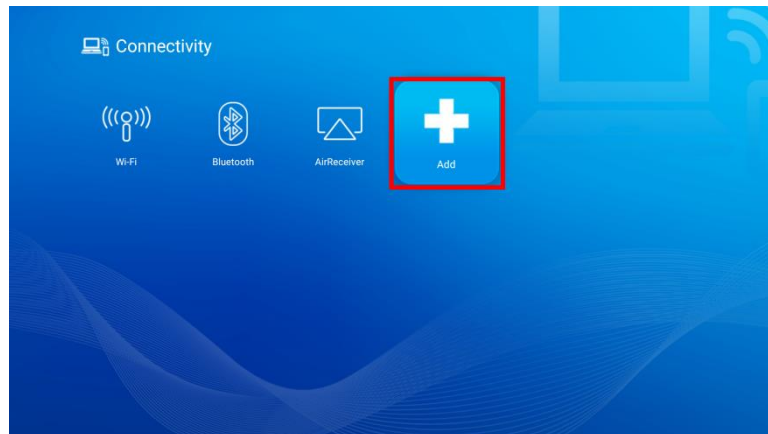 Connectivity
Wi-Fi
Bluetooth
AirReceiver
Add